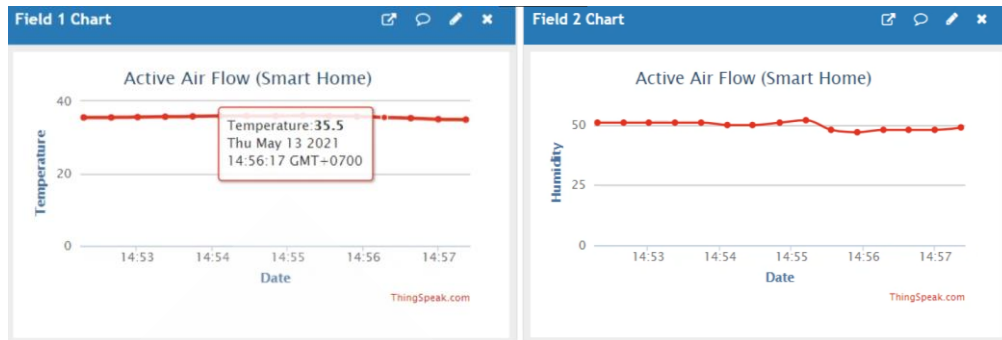 Field 1 Chart
Active Air Flow (Smart Home)
40
20
0
Temperature
Temperature:35.5
Thu May 13 2021
14:56:17 GMT+0700
14:53 14:54 14:55 14:56 14:57
Date
ThingSpeak.com
Field 2 Chart
Active Air Flow (Smart Home)
50
25
0
Humidity
14:53 14:54 14:55 14:56 14:57
Date
ThingSpeak.com